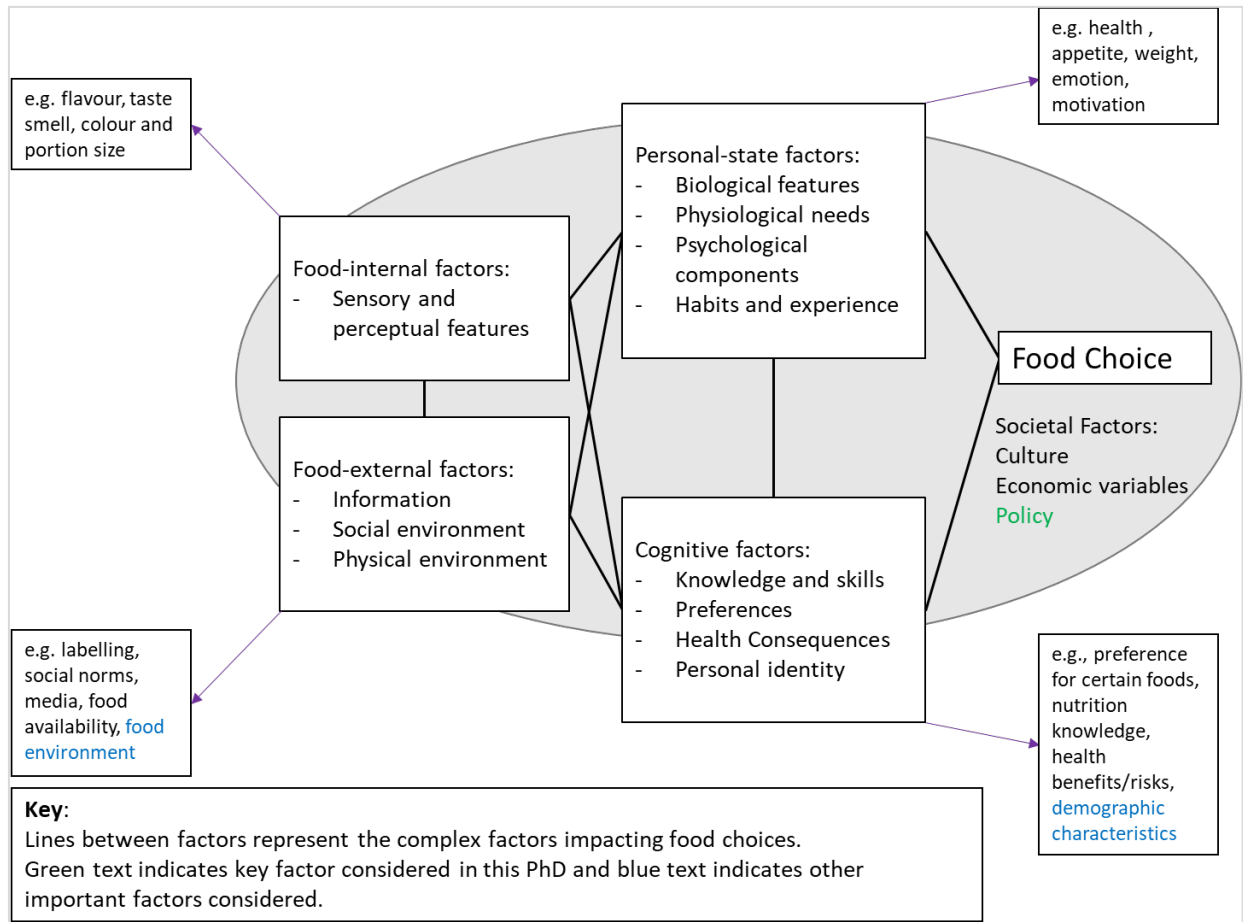 e.g. health ,
appetite, weight,
emotion,
motivation
e.g. flavour, taste
smell, colour and
portion size
Personal-state factors:
- Biological features
- Physiological needs
- Psychological
components
- Habits and experience
Food-internal factors:
- Sensory and
perceptual features
Food Choice
Societal Factors:
Culture
Economic variables
Policy
Food-external factors:
- Information
- Social environment
- Physical environment
Cognitive factors:
- Knowledge and skills
- Preferences
- Health Consequences
- Personal identity
e.g. labelling,
social norms,
media, food
availability, food
environment
e.g., preference
for certain foods,
nutrition
knowledge,
health
benefits/risks,
demographic
characteristics
Key:
Lines between factors represent the complex factors impacting food choices.
Green text indicates key factor considered in this PhD and blue text indicates other
important factors considered.